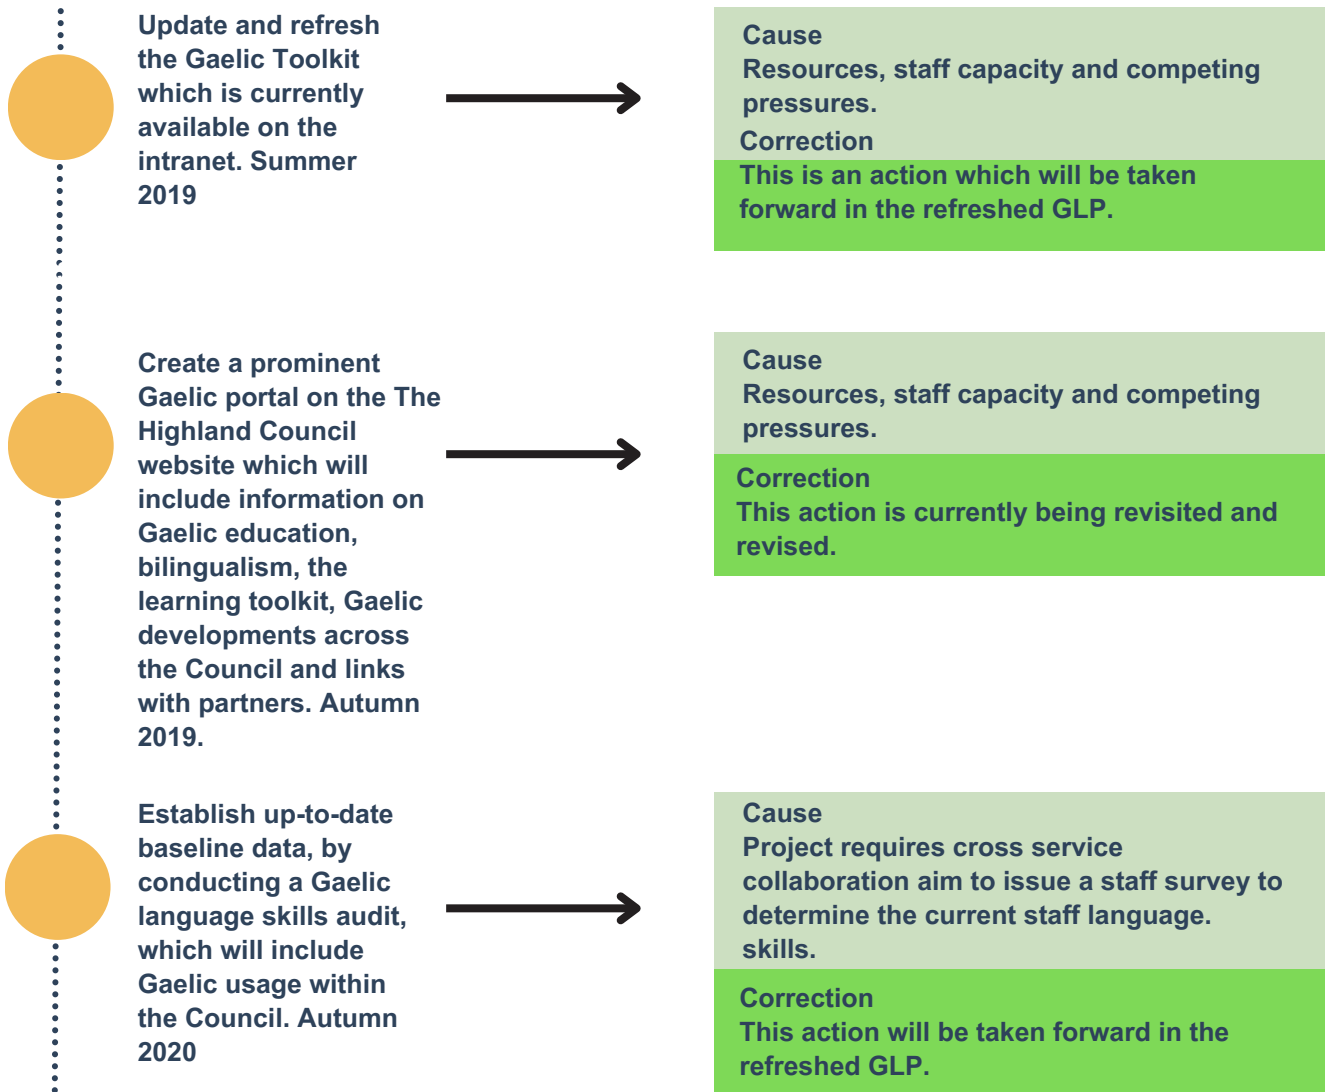 Update and refresh
the Gaelic Toolkit
which is currently
available on the
intranet. Summer
2019
Cause
Resources, staff capacity and competing
pressures.
Correction
This is an action which will be taken
forward in the refreshed GLP.
Create a prominent
Gaelic portal on the The
Highland Council
website which will
include information on
Gaelic education,
bilingualism, the
learning toolkit, Gaelic
developments across
the Council and links
with partners. Autumn
2019.
Cause
Resources, staff capacity and competing
pressures.
Correction
This action is currently being revisited and
revised.
Establish up-to-date
baseline data, by
conducting a Gaelic
language skills audit,
which will include
Gaelic usage within
the Council. Autumn
2020
Cause
Project requires cross service
collaboration aim to issue a staff survey to
determine the current staff language.
skills.
Correction
This action will be taken forward in the
refreshed GLP.